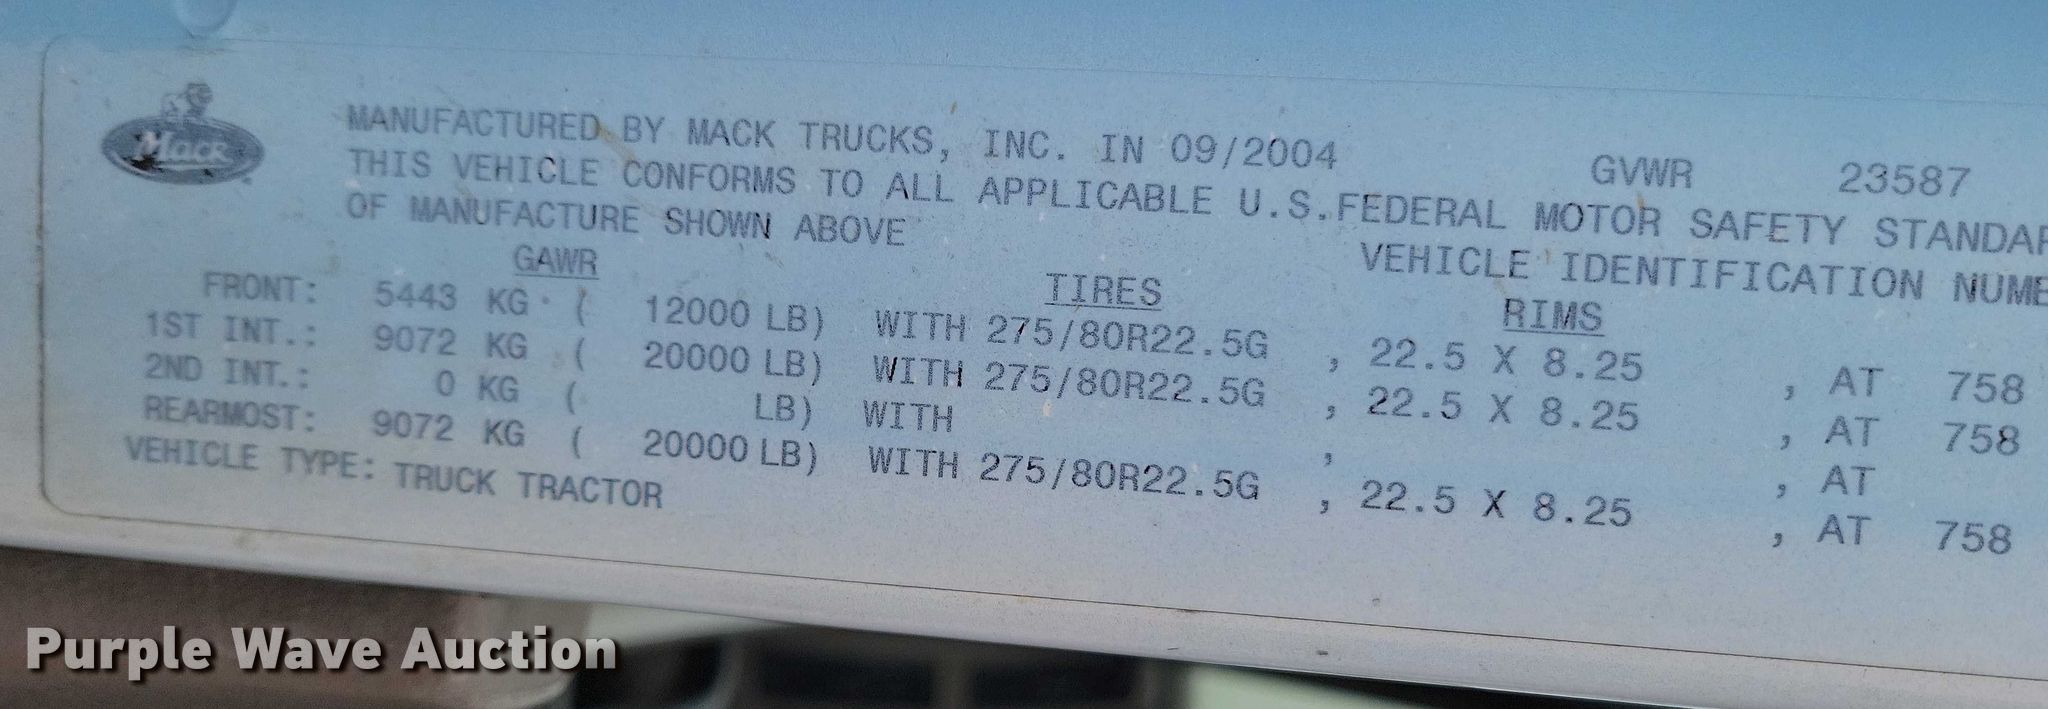 Mack
MANUFACTURED BY MACK TRUCKS, INC. IN 09/2004 GVWR 23587
THIS VEHICLE CONFORMS TO ALL APPLICABLE U.S.FEDERAL MOTOR SAFETY STANDAR
OF MANUFACTURE SHOWN ABOVE VEHICLE IDENTIFICATION NUMB
GAWR TIRES RIMS
FRONT: 5443 KG ( 12000 LB) WITH 275/80R22.5G , 22.5 X 8.25 , AT 758
1ST INT.: 9072 KG ( 20000 LB) WITH 275/80R22.5G , 22.5 X 8.25 , AT 758
2ND INT.: 0 KG ( LB) WITH , , AT
REARMOST: 9072 KG ( 20000 LB) WITH 275/80R22.5G , 22.5 X 8.25 , AT 758
VEHICLE TYPE: TRUCK TRACTOR
Purple Wave Auction